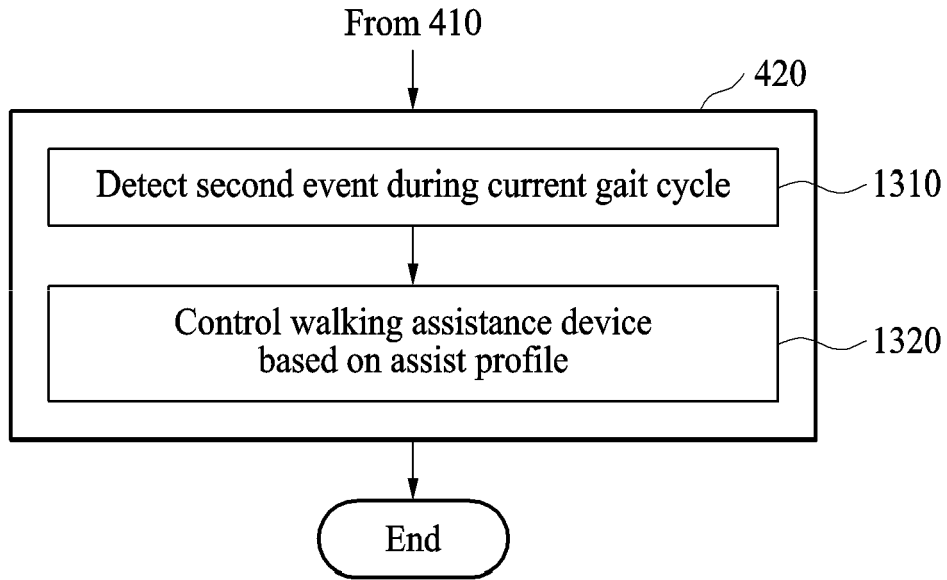 From 410
420
Detect second event during current gait cycle
1310
Control walking assistance device
based on assist profile
1320
End